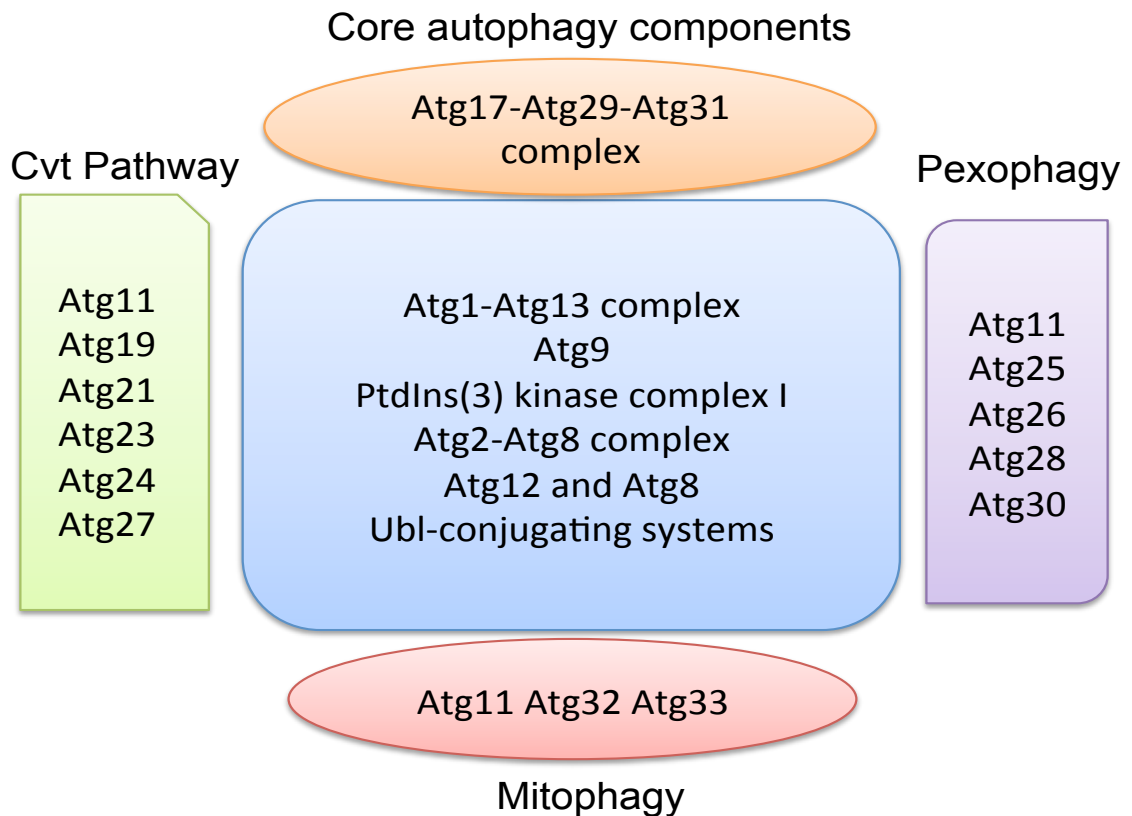 Core autophagy components
Atg17-Atg29-Atg31
complex
Cvt Pathway
Atg11
Atg19
Atg21
Atg23
Atg24
Atg27
Atg1-Atg13 complex
Atg9
PtdIns(3) kinase complex I
Atg2-Atg8 complex
Atg12 and Atg8
Ubl-conjugating systems
Pexophagy
Atg11
Atg25
Atg26
Atg28
Atg30
Atg11 Atg32 Atg33
Mitophagy